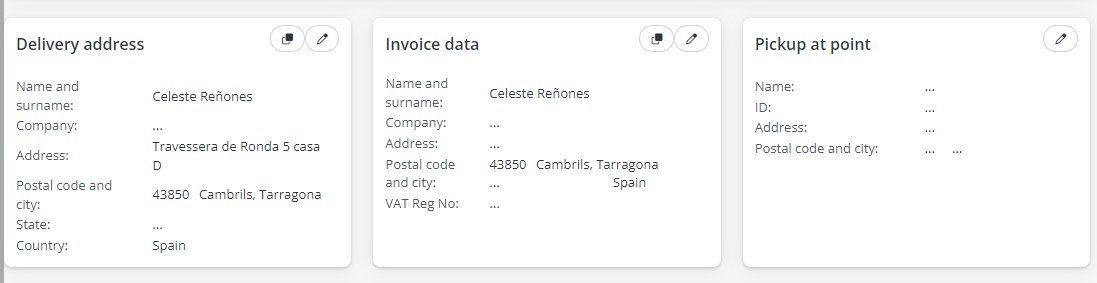 Delivery address
Name and
surname:
Celeste Reñones
Company:
...
Address:
Travessera de Ronda 5 casa
D
Postal code and
city:
43850 Cambrils, Tarragona
State:
...
Country:
Spain
Invoice data
Name and
surname:
Celeste Reñones
Company:
...
Address:
...
Postal code
and city:
43850 Cambrils, Tarragona
... Spain
VAT Reg No:
...
Pickup at point
Name:
...
ID:
...
Address:
...
Postal code and city:
... ...